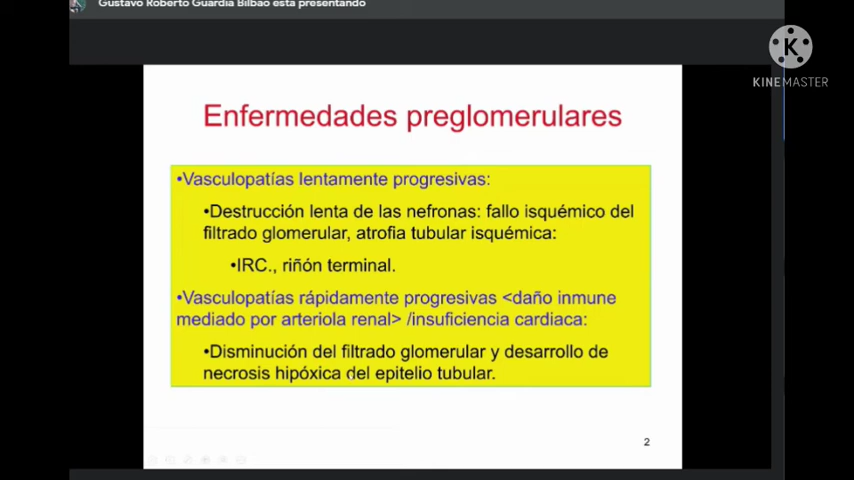 Gustavo Roberto Guardia Bilbao está presentando
K
KINEMASTER
Enfermedades preglomerulares
•Vasculopatías lentamente progresivas:
•Destrucción lenta de las nefronas: fallo isquémico del
filtrado glomerular, atrofia tubular isquémica:
•IRC., riñón terminal.
•Vasculopatías rápidamente progresivas <daño inmune
mediado por arteriola renal> /insuficiencia cardiaca:
•Disminución del filtrado glomerular y desarrollo de
necrosis hipóxica del epitelio tubular.
2